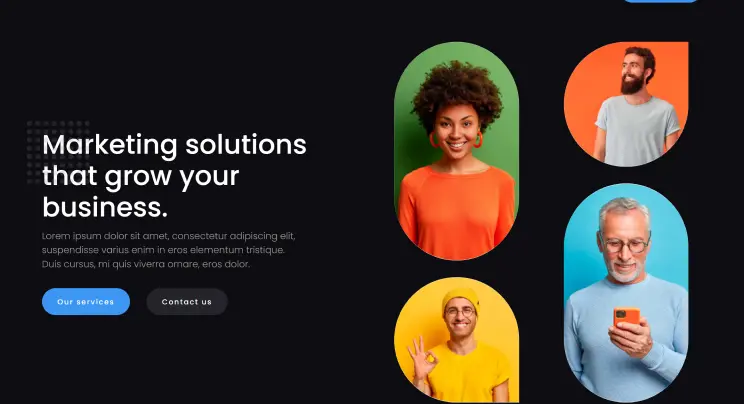 Marketing solutions
that grow your
business.
Lorem ipsum dolor sit amet, consectetur adipiscing elit,
suspendisse varius enim in eros elementum tristique.
Duis cursus, mi quis viverra ornare, eros dolor.
Our services
Contact us